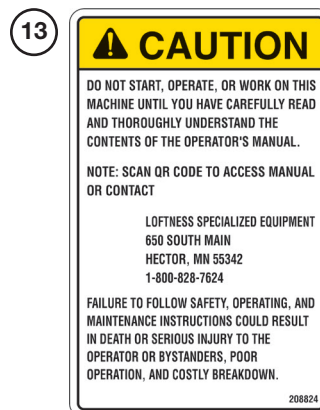 13
CAUTION
DO NOT START, OPERATE, OR WORK ON THIS
MACHINE UNTIL YOU HAVE CAREFULLY READ
AND THOROUGHLY UNDERSTAND THE
CONTENTS OF THE OPERATOR'S MANUAL.
NOTE: SCAN QR CODE TO ACCESS MANUAL
OR CONTACT
LOFTNESS SPECIALIZED EQUIPMENT
650 SOUTH MAIN
HECTOR, MN 55342
1-800-828-7624
FAILURE TO FOLLOW SAFETY, OPERATING, AND
MAINTENANCE INSTRUCTIONS COULD RESULT
IN DEATH OR SERIOUS INJURY TO THE
OPERATOR OR BYSTANDERS, POOR
OPERATION, AND COSTLY BREAKDOWN.
208824